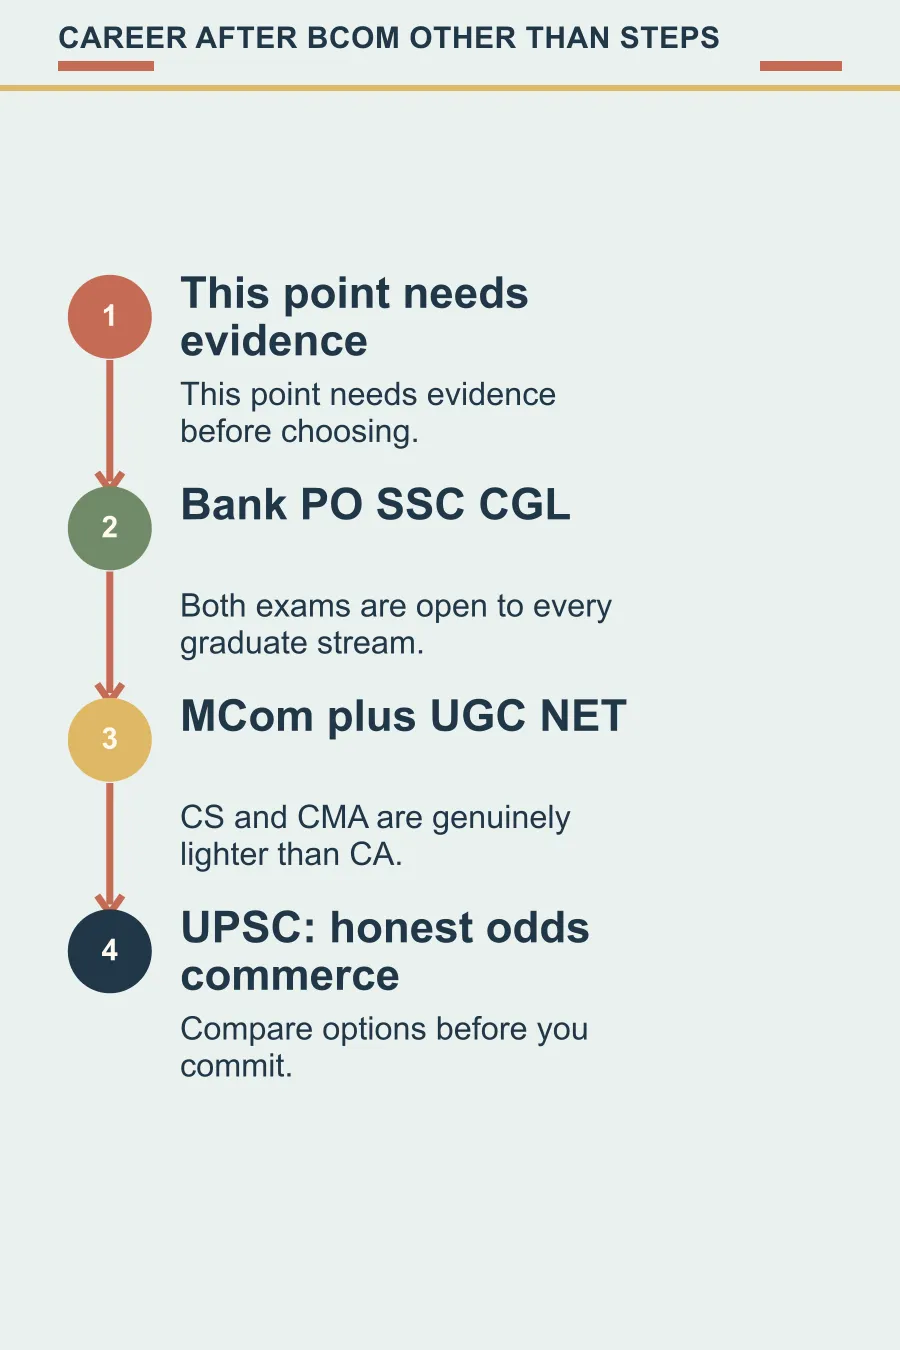 CAREER AFTER BCOM OTHER THAN STEPS
1
This point needs
evidence
This point needs evidence
before choosing.
2
Bank PO SSC CGL
Both exams are open to every
graduate stream.
3
MCom plus UGC NET
CS and CMA are genuinely
lighter than CA.
4
UPSC: honest odds
commerce
Compare options before you
commit.